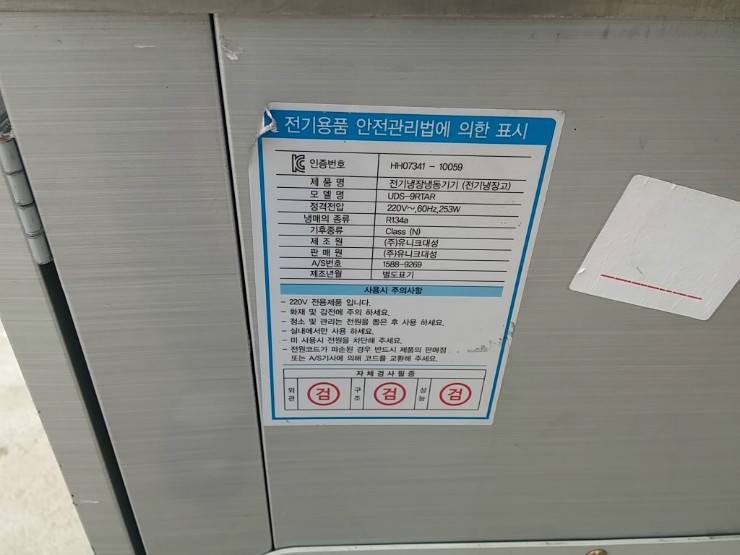 전기용품 안전관리법에 의한 표시
인증번호 HH07341 - 10059
제 품 명 전기냉장냉동기기 (전기냉장고)
모 델 명 UDS-9RTAR
정격전압 220V~,60Hz,253W
냉매의 종류 R134a
기후종류 Class (N)
제 조 원 (주)유니크대성
판 매 원 (주)유니크대성
A/S번호 1588-9269
제조년월 별도표기
사용시 주의사항
- 220V 전용제품 입니다.
- 화재 및 감전에 주의 하세요.
- 청소 및 관리는 전원을 뽑은 후 사용 하세요.
- 실내에서만 사용 하세요.
- 미 사용시 전원을 차단해 주세요.
- 전원코드가 파손된 경우 반드시 제품의 판매점
또는 A/S기사에 의해 코드를 교환해 주세요.
자 체 검 사 필 증
외관 검 구조 검 성능 검